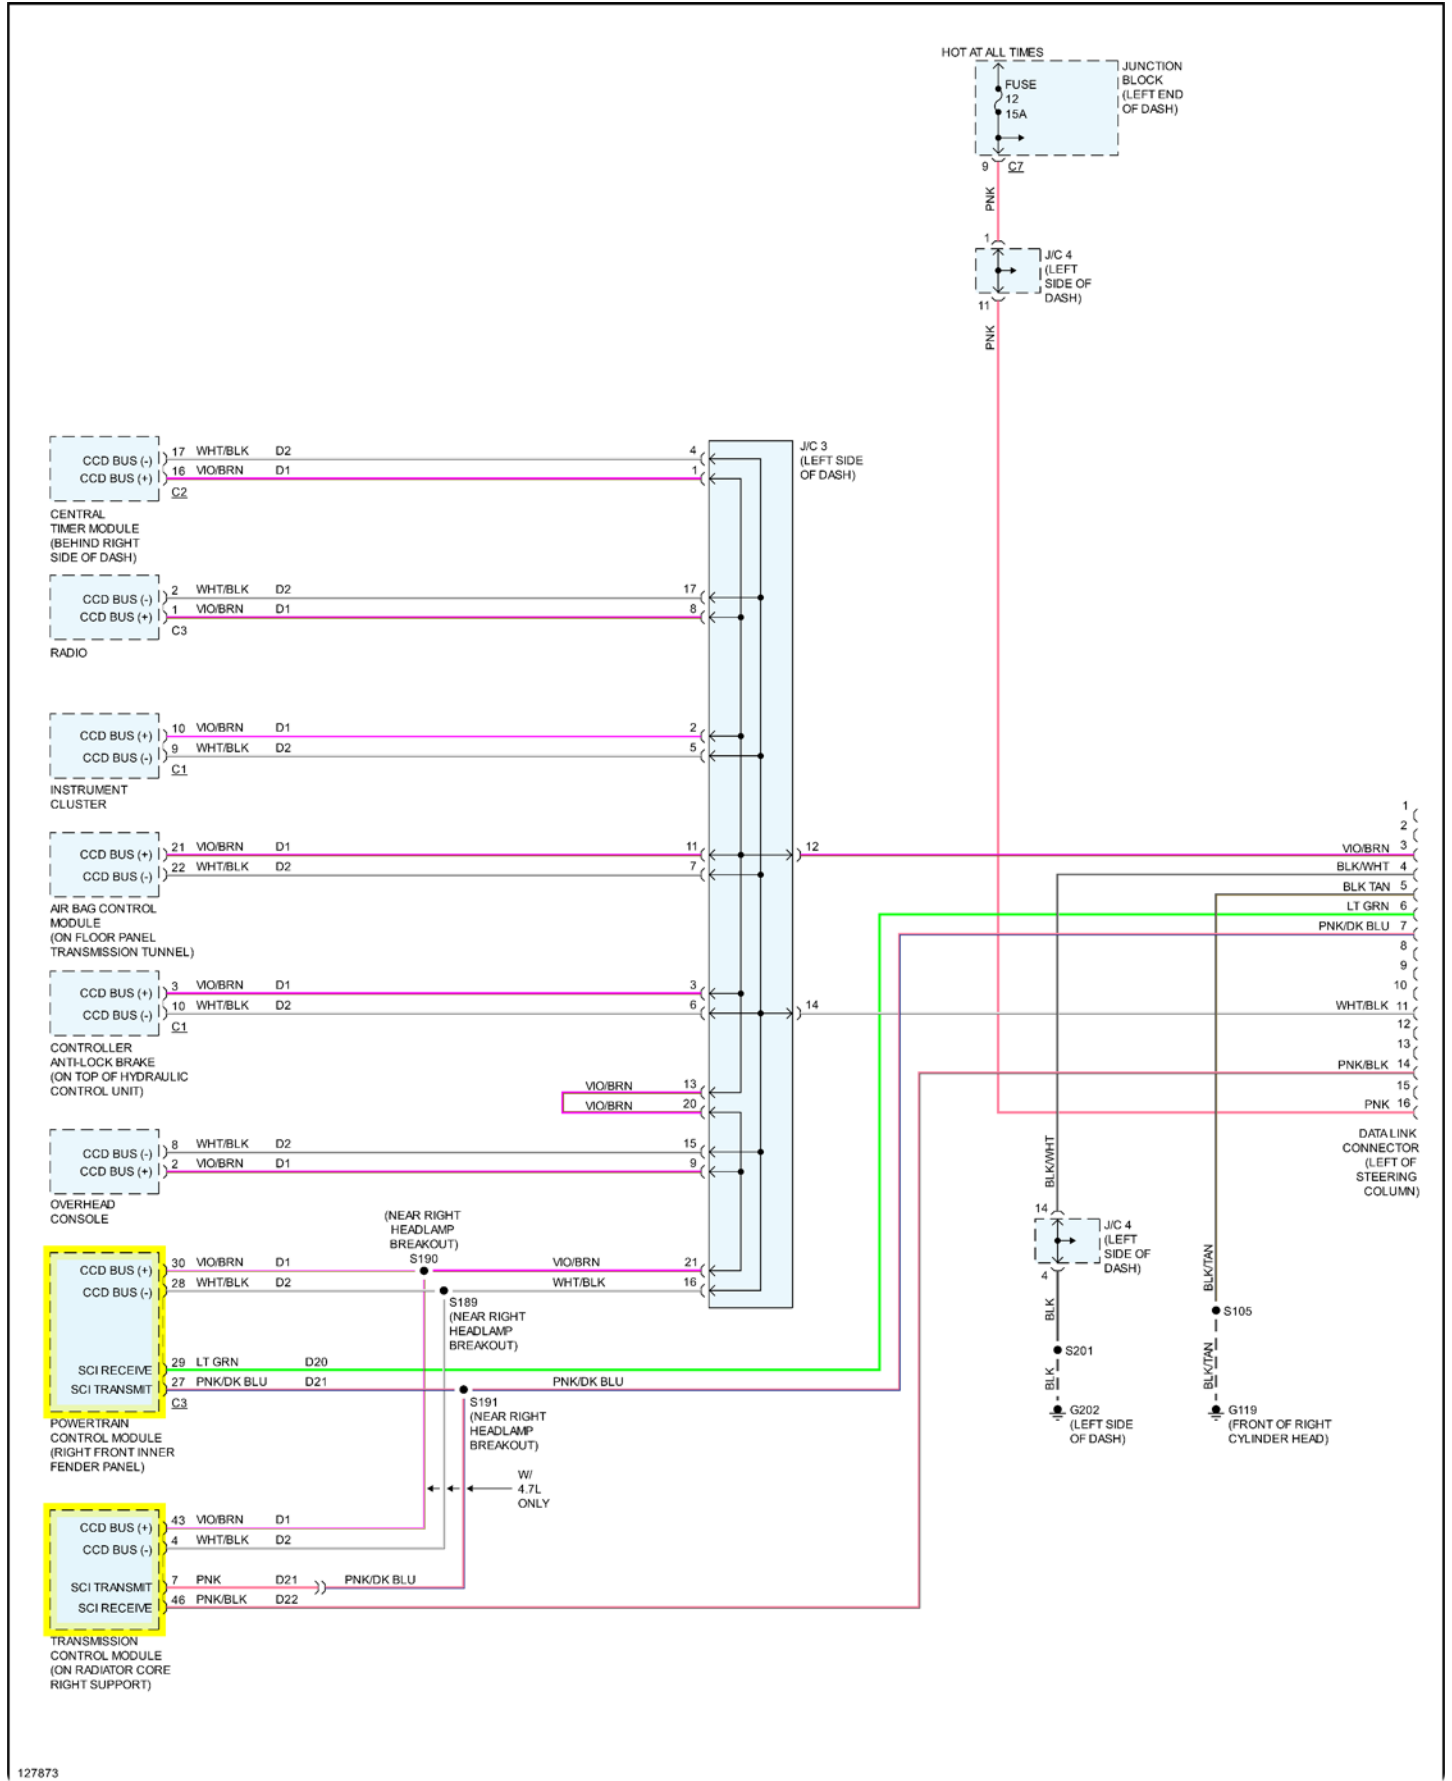 HOT AT ALL TIMES
JUNCTION
BLOCK
(LEFT END
OF DASH)
FUSE
12
15A
9 C7
PNK
1
J/C 4
(LEFT
SIDE OF
DASH)
11
PNK
CCD BUS (-) 17 WHT/BLK D2 4
CCD BUS (+) 16 VIO/BRN D1 1
C2
J/C 3
(LEFT SIDE
OF DASH)
CENTRAL
TIMER MODULE
(BEHIND RIGHT
SIDE OF DASH)
CCD BUS (-) 2 WHT/BLK D2 17
CCD BUS (+) 1 VIO/BRN D1 8
C3
RADIO
CCD BUS (+) 10 VIO/BRN D1 2
CCD BUS (-) 9 WHT/BLK D2 5
C1
INSTRUMENT
CLUSTER
CCD BUS (+) 21 VIO/BRN D1 11 12
CCD BUS (-) 22 WHT/BLK D2 7
AIR BAG CONTROL
MODULE
(ON FLOOR PANEL
TRANSMISSION TUNNEL)
1
2
VIO/BRN 3
BLK/WHT 4
BLK TAN 5
LT GRN 6
PNK/DK BLU 7
8
9
10
WHT/BLK 11
12
13
PNK/BLK 14
15
PNK 16
DATA LINK
CONNECTOR
(LEFT OF
STEERING
COLUMN)
CCD BUS (+) 3 VIO/BRN D1 3
CCD BUS (-) 10 WHT/BLK D2 6 14
C1
CONTROLLER
ANTI-LOCK BRAKE
(ON TOP OF HYDRAULIC
CONTROL UNIT)
VIO/BRN 13
VIO/BRN 20
CCD BUS (-) 8 WHT/BLK D2 15
CCD BUS (+) 2 VIO/BRN D1 9
OVERHEAD
CONSOLE
(NEAR RIGHT
HEADLAMP
BREAKOUT)
S190
CCD BUS (+) 30 VIO/BRN D1 VIO/BRN 21
CCD BUS (-) 28 WHT/BLK D2 WHT/BLK 16
S189
(NEAR RIGHT
HEADLAMP
BREAKOUT)
SCI RECEIVE 29 LT GRN D20
SCI TRANSMIT 27 PNK/DK BLU D21 PNK/DK BLU
C3
S191
(NEAR RIGHT
HEADLAMP
BREAKOUT)
POWERTRAIN
CONTROL MODULE
(RIGHT FRONT INNER
FENDER PANEL)
W/
4.7L
ONLY
BLK/WHT
14
J/C 4
(LEFT
SIDE OF
DASH)
4
BLK
S201
BLK
G202
(LEFT SIDE
OF DASH)
BLK/TAN
S105
BLK/TAN
G119
(FRONT OF RIGHT
CYLINDER HEAD)
CCD BUS (+) 43 VIO/BRN D1
CCD BUS (-) 4 WHT/BLK D2
SCI TRANSMIT 7 PNK D21 PNK/DK BLU
SCI RECEIVE 46 PNK/BLK D22
TRANSMISSION
CONTROL MODULE
(ON RADIATOR CORE
RIGHT SUPPORT)
127873